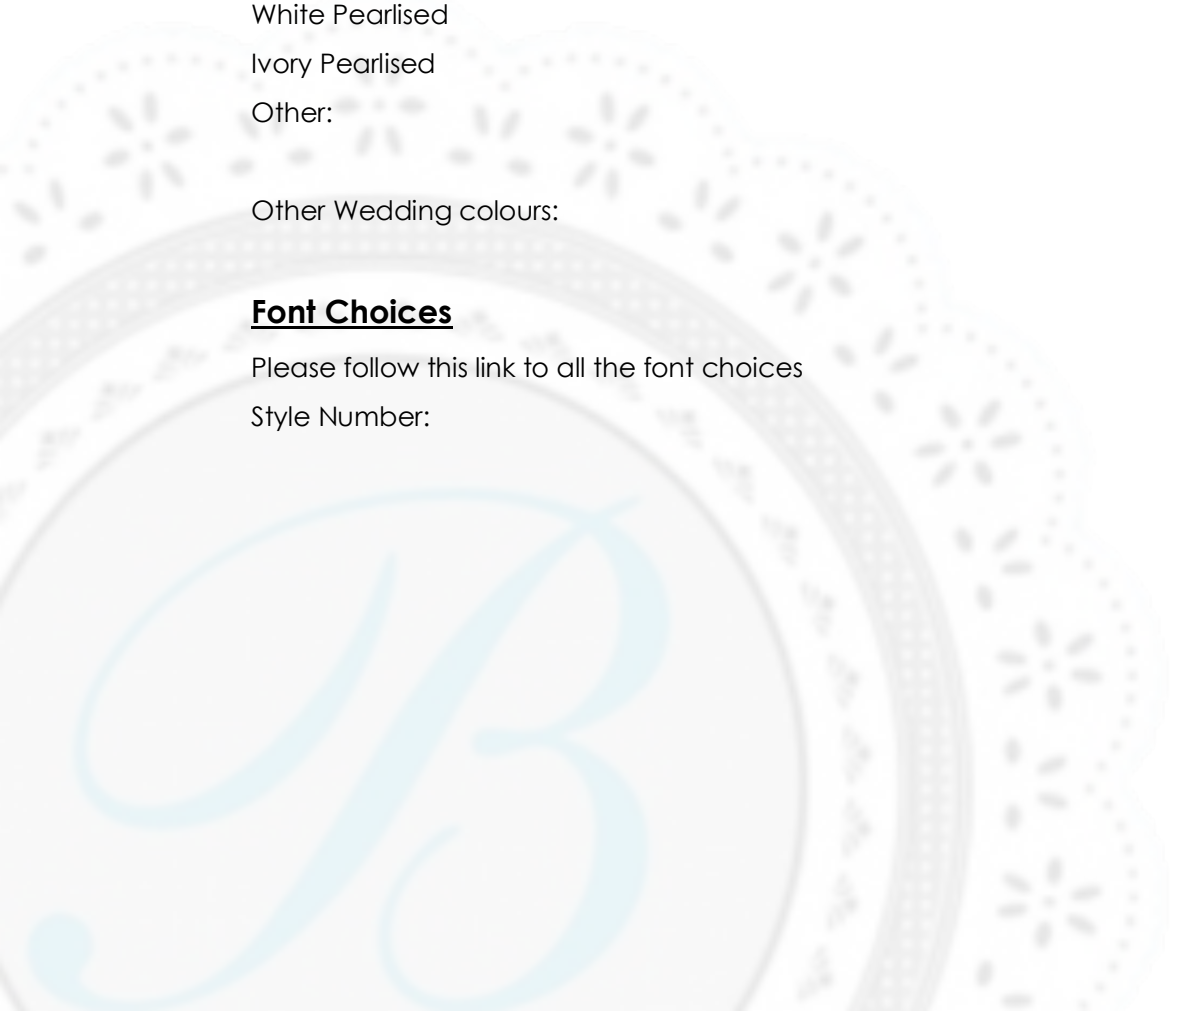 White Pearlised
Ivory Pearlised
Other:
Other Wedding colours:
Font Choices
Please follow this link to all the font choices
Style Number:
B